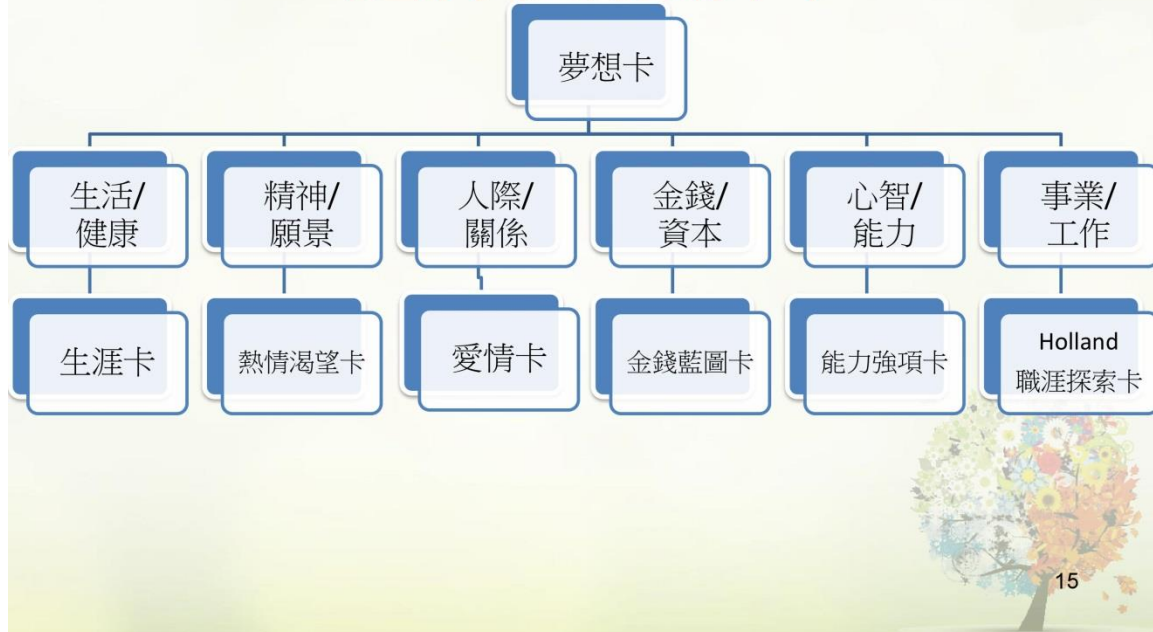 夢想卡
生活/
健康
精神/
願景
人際/
關係
金錢/
資本
心智/
能力
事業/
工作
生涯卡
熱情渴望卡
愛情卡
金錢藍圖卡
能力強項卡
Holland
職涯探索卡
15